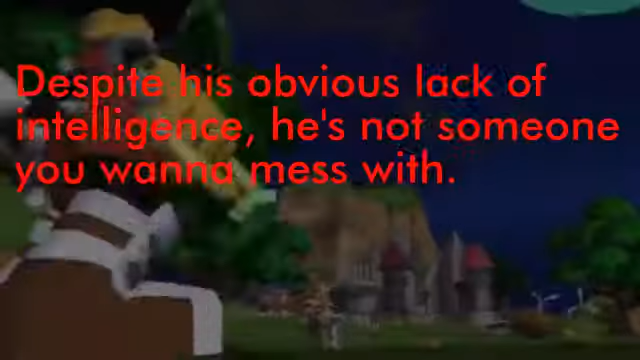 Despite his obvious lack of
intelligence, he's not someone
you wanna mess with.